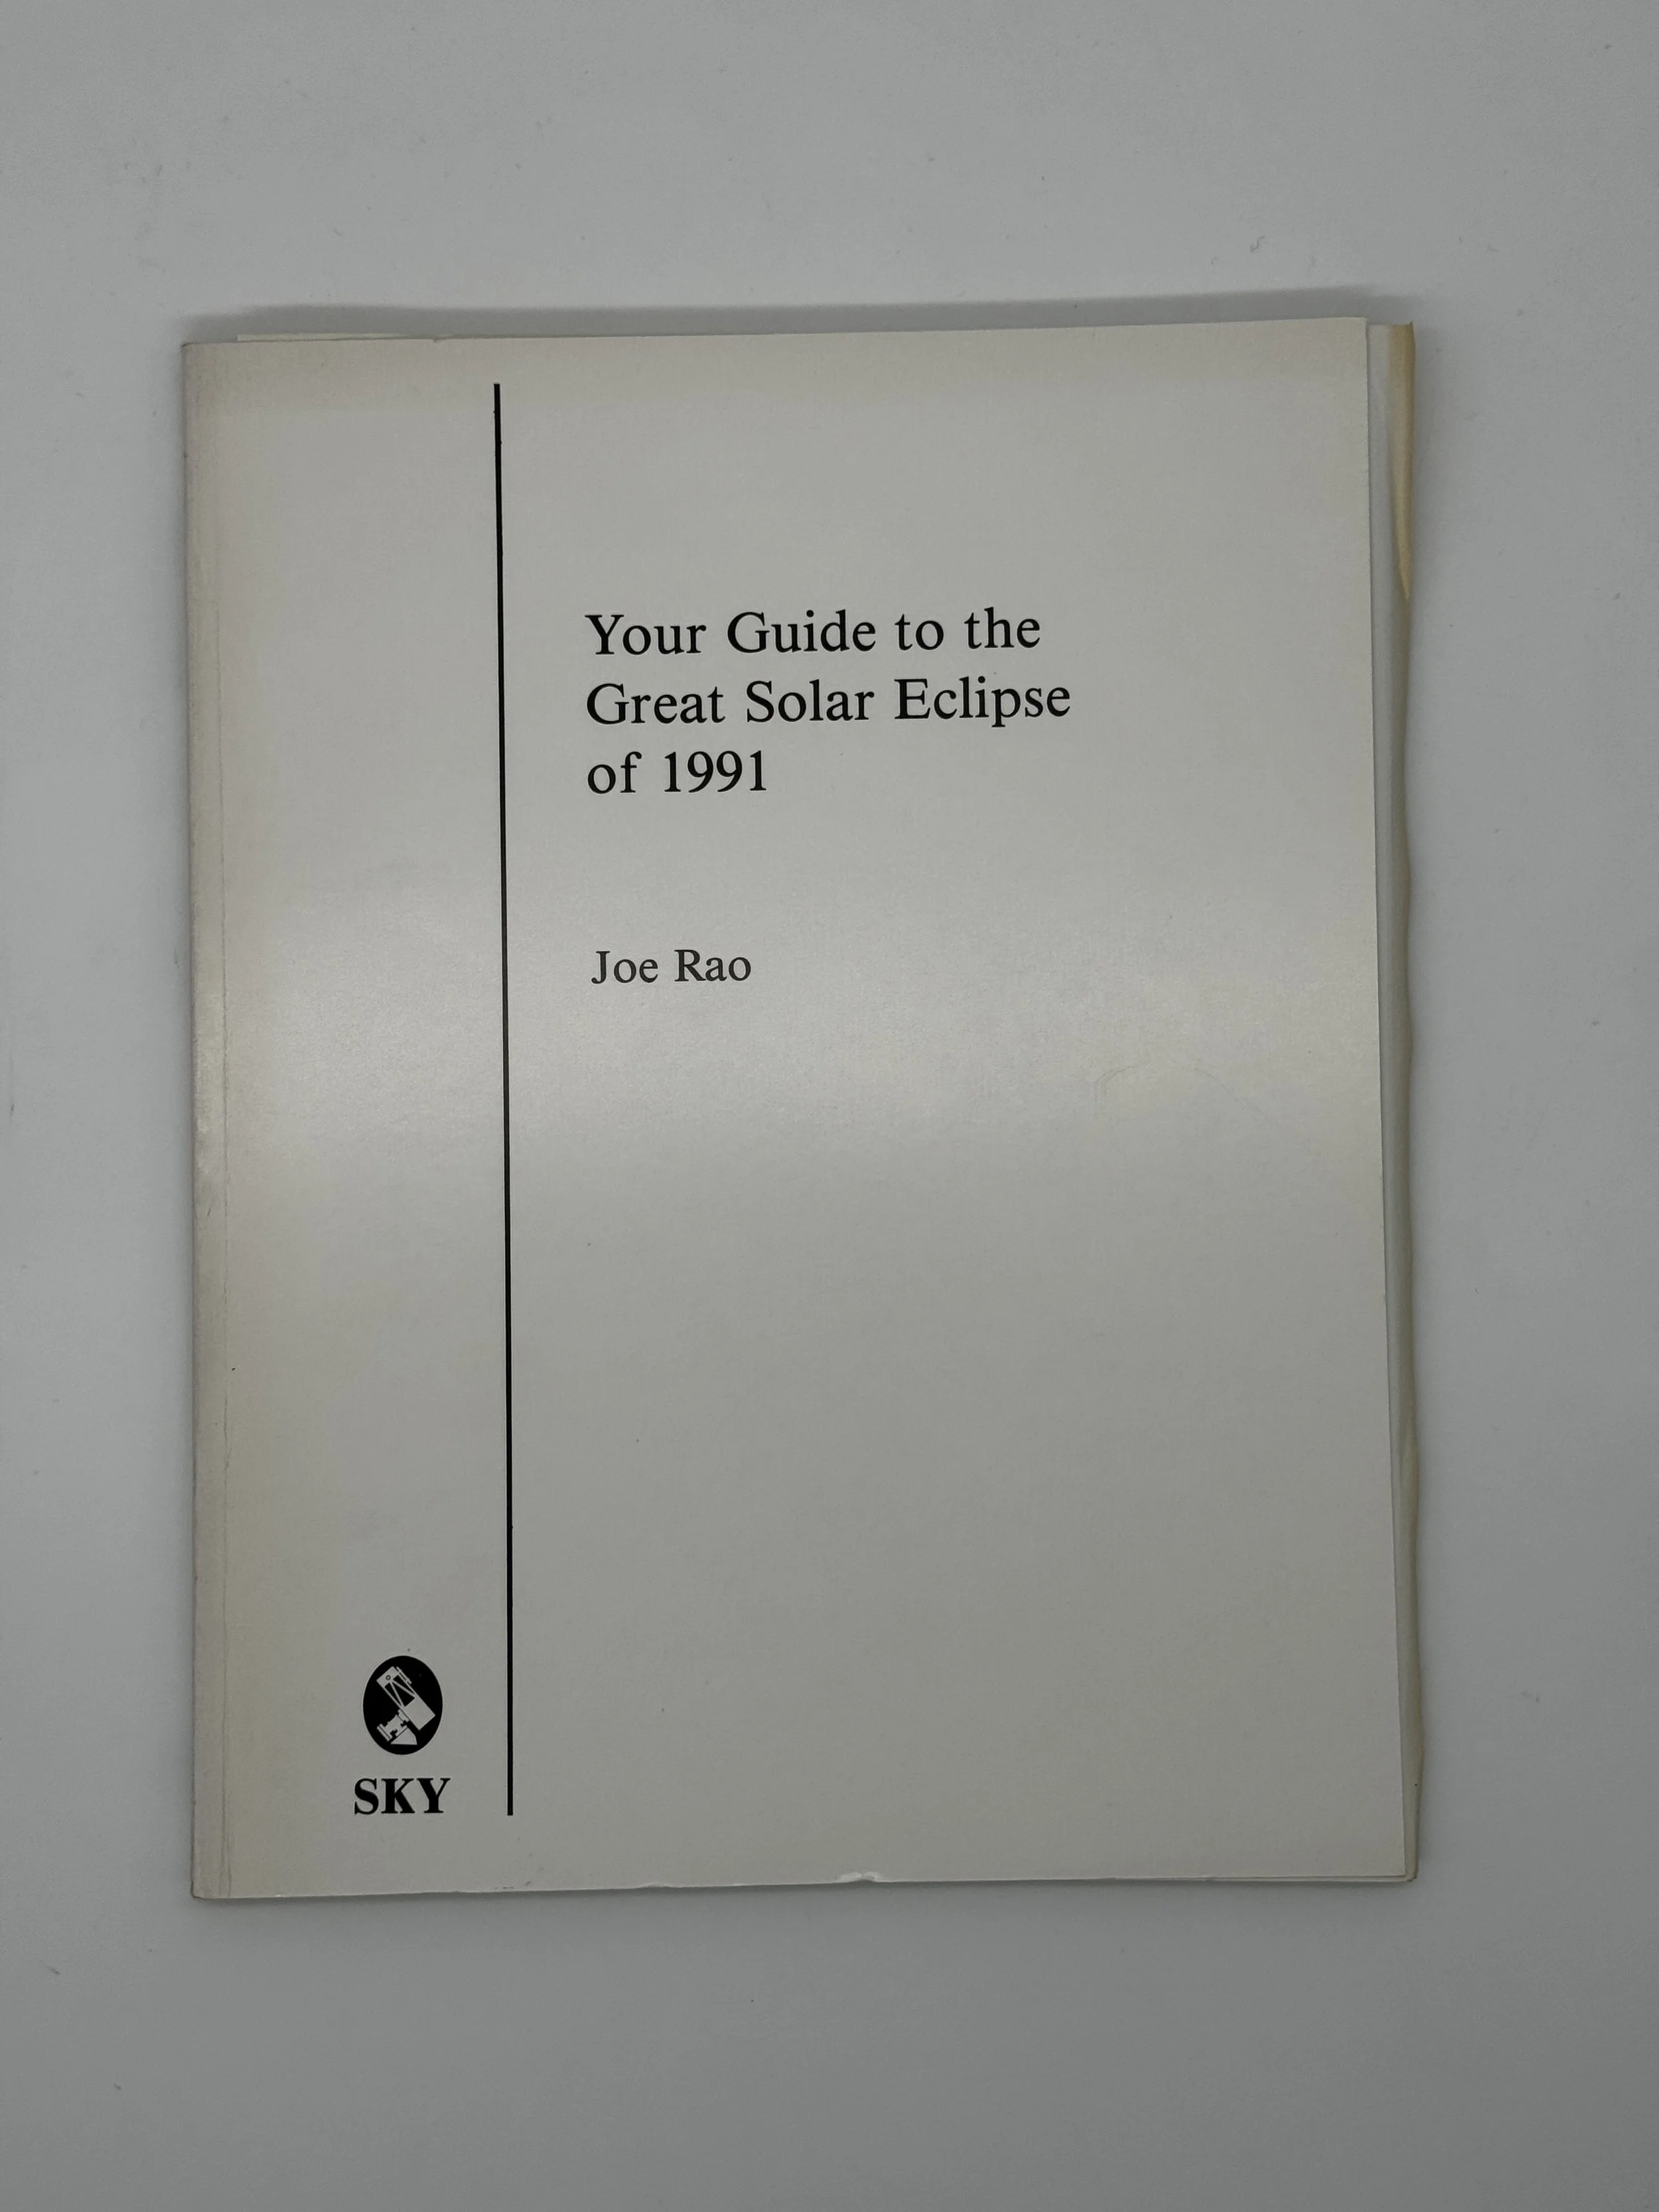 Your Guide to the
Great Solar Eclipse
of 1991
Joe Rao
SKY